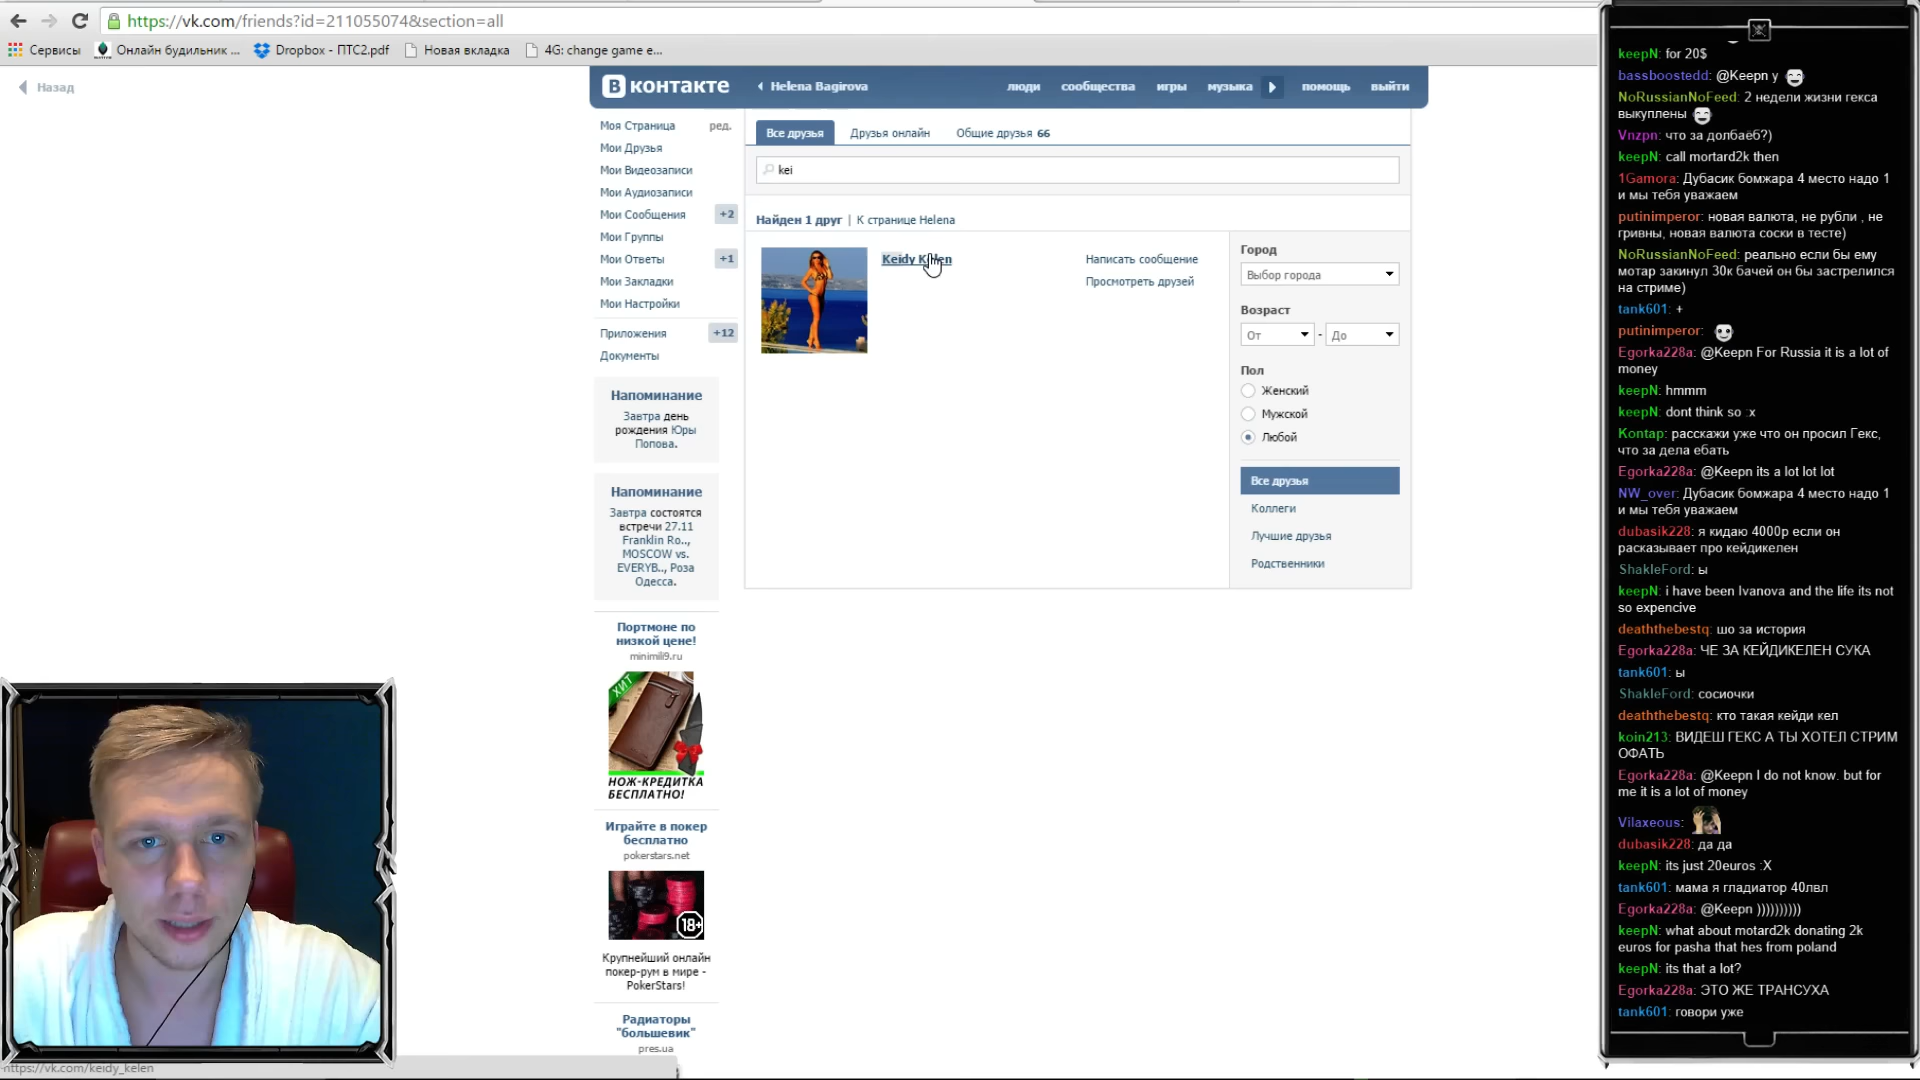 https://vk.com/friends?id=211055074&section=all
Сервисы
Онлайн будильник ...
Dropbox - ПТС2.pdf
Новая вкладка
4G: change game e...
Назад
В контакте
Helena Bagirova
люди
сообщества
игры
музыка
помощь
выйти
Моя Страница
ред.
Мои Друзья
Мои Видеозаписи
Мои Аудиозаписи
Мои Сообщения
+2
Мои Группы
Мои Ответы
+1
Мои Закладки
Мои Настройки
Приложения
+12
Документы
Напоминание
Завтра день
рождения Юры
Попова.
Напоминание
Завтра состоятся
встречи 27.11
Franklin Ro..,
MOSCOW vs.
EVERYB.., Роза
Одесса.
Портмоне по
низкой цене!
minimili9.ru
ХИТ
НОЖ-КРЕДИТКА
БЕСПЛАТНО!
Играйте в покер
бесплатно
pokerstars.net
18+
Крупнейший онлайн
покер-рум в мире -
PokerStars!
Радиаторы
"большевик"
pres.ua
Все друзья
Друзья онлайн
Общие друзья 66
kei
Найден 1 друг | К странице Helena
Keidy Kelen
Написать сообщение
Просмотреть друзей
Город
Выбор города
Возраст
От
-
До
Пол
Женский
Мужской
Любой
Все друзья
Коллеги
Лучшие друзья
Родственники
https://vk.com/keidy_kelen
keepN: for 20$
bassboostedd: @Keepn y
NoRussianNoFeed: 2 недели жизни гекса
выкуплены
Vnzpn: что за долбаёб?)
keepN: call mortard2k then
1Gamora: Дубасик бомжара 4 место надо 1
и мы тебя уважаем
putinimperor: новая валюта, не рубли , не
гривны, новая валюта соски в тесте)
NoRussianNoFeed: реально если бы ему
мотар закинул 30к бачей он бы застрелился
на стриме)
tank601: +
putinimperor:
Egorka228a: @Keepn For Russia it is a lot of
money
keepN: hmmm
keepN: dont think so :x
Kontap: расскажи уже что он просил Гекс,
что за дела ебать
Egorka228a: @Keepn its a lot lot lot
NW_over: Дубасик бомжара 4 место надо 1
и мы тебя уважаем
dubasik228: я кидаю 4000р если он
расказывает про кейдикелен
ShakleFord: ы
keepN: i have been Ivanova and the life its not
so expencive
deaththebestq: шо за история
Egorka228a: ЧЕ ЗА КЕЙДИКЕЛЕН СУКА
tank601: ы
ShakleFord: сосиочки
deaththebestq: кто такая кейди кел
koin213: ВИДЕШ ГЕКС А ТЫ ХОТЕЛ СТРИМ
ОФАТЬ
Egorka228a: @Keepn I do not know. but for
me it is a lot of money
Vilaxeous:
dubasik228: да да
keepN: its just 20euros :X
tank601: мама я гладиатор 40лвл
Egorka228a: @Keepn ))))))))))
keepN: what about motard2k donating 2k
euros for pasha that hes from poland
keepN: its that a lot?
Egorka228a: ЭТО ЖЕ ТРАНСУХА
tank601: говори уже